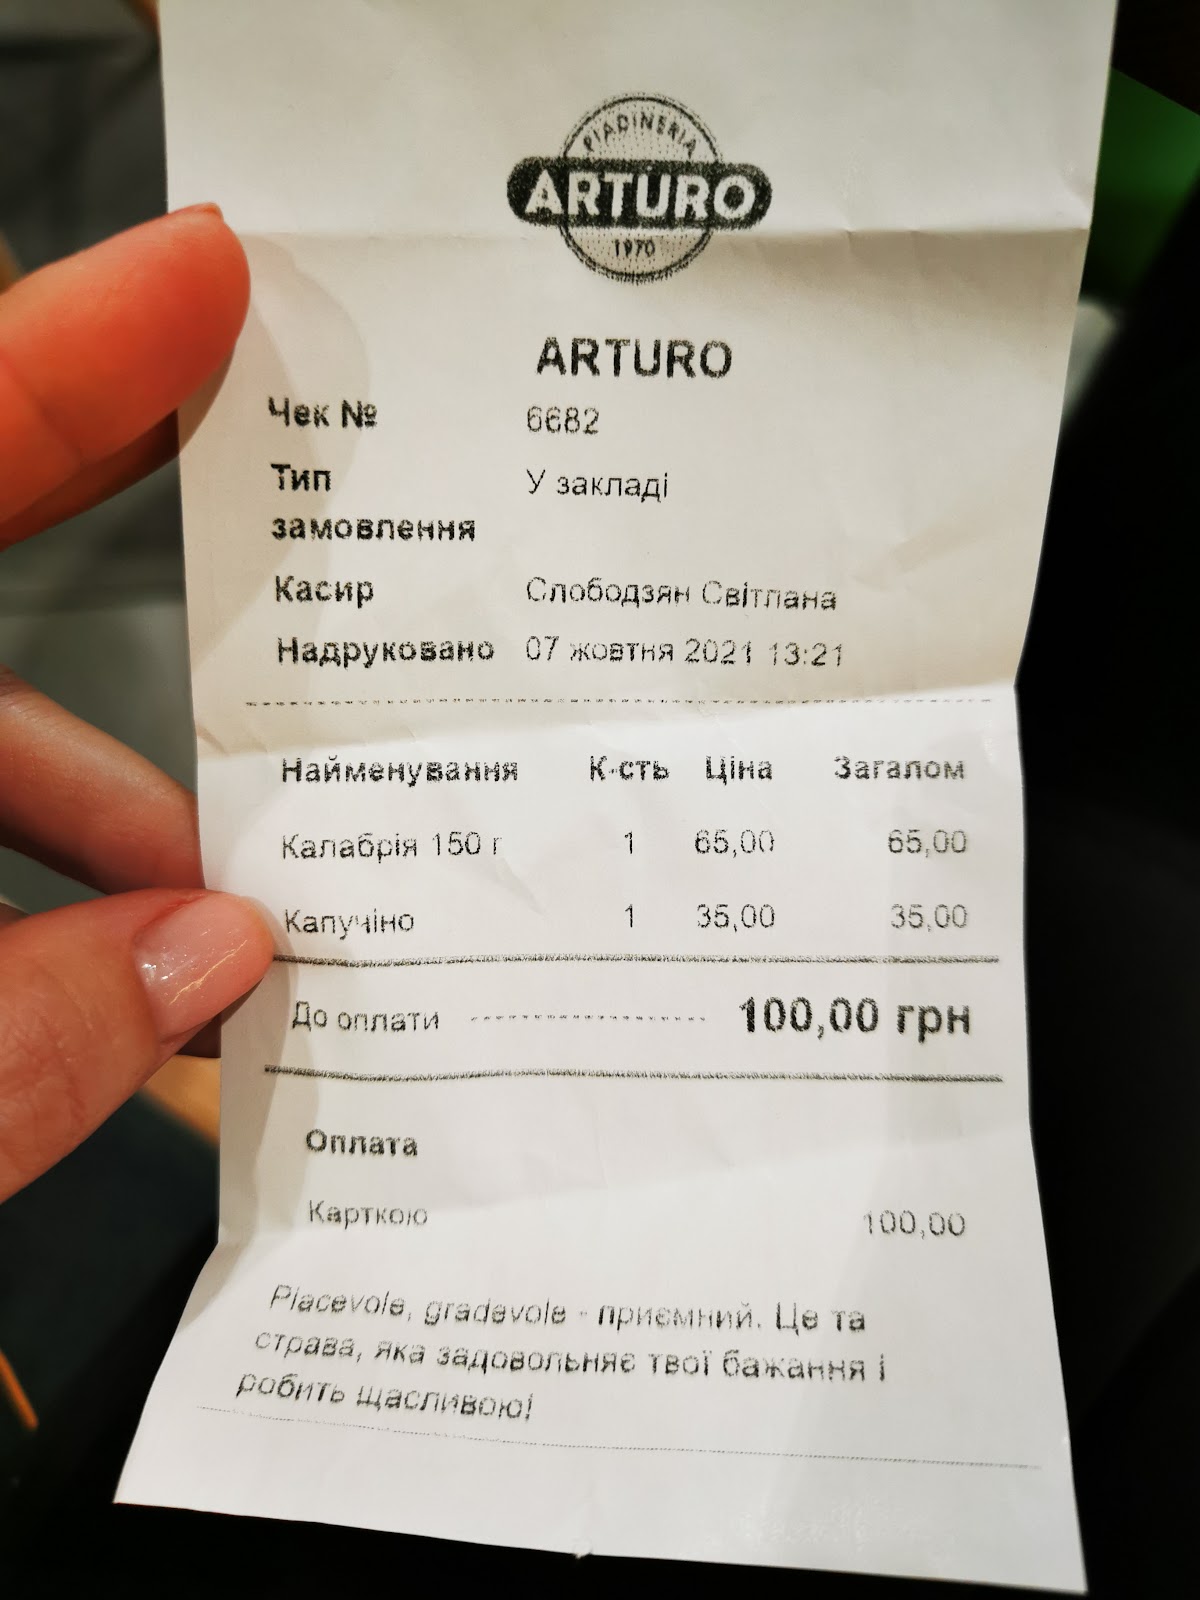 PIADINERIA
ARTURO
1970
ARTURO
Чек № 6682
Тип У закладі
замовлення
Касир Слободзян Світлана
Надруковано 07 жовтня 2021 13:21
Найменування К-сть Ціна Загалом
Калабрія 150 г 1 65,00 65,00
Капучіно 1 35,00 35,00
До оплати 100,00 грн
Оплата
Карткою 100,00
Piacevole, gradevole - приємний. Це та
страва, яка задовольняє твої бажання і
робить щасливою!